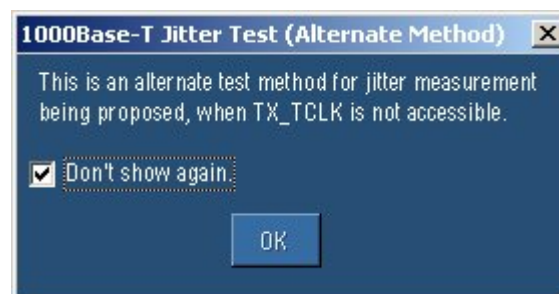 1000Base-T Jitter Test (Alternate Method)
This is an alternate test method for jitter measurement
being proposed, when TX_TCLK is not accessible.
Don't show again.
OK